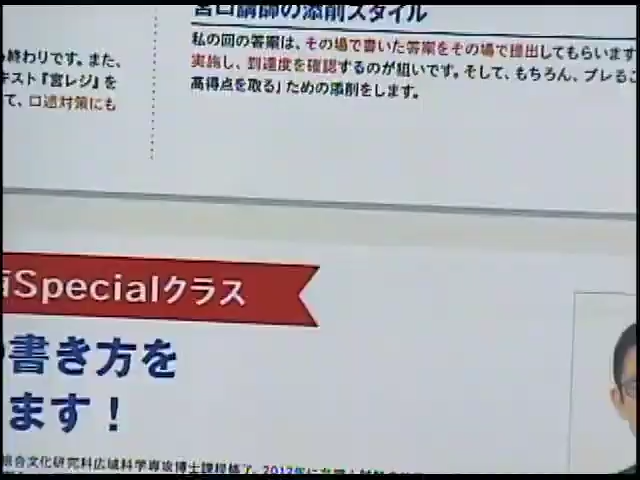 宮口講師の添削スタイル
終わりです。また、
キスト『宮レジ』を
て、口述対策にも
私の回の答案は、その場で書いた答案をその場で提出してもらいます
実施し、到達度を確認するのが狙いです。そして、もちろん、ブレるこ
高得点を取る」ための添削をします。
Specialクラス
書き方を
ます！
文化研究科広域科学専攻博士課程修了。2012年に